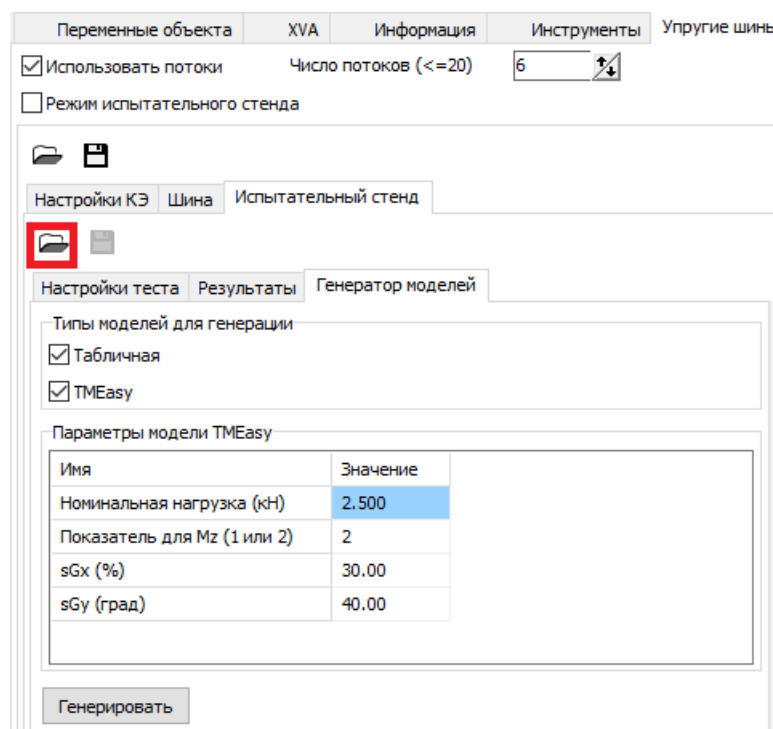 Переменные объекта XVA Информация Инструменты Упругие шины
Использовать потоки Число потоков (<=20) 6
Режим испытательного стенда
Настройки КЭ Шина Испытательный стенд
Настройки теста Результаты Генератор моделей
Типы моделей для генерации
Табличная
TMEasy
Параметры модели TMEasy
Имя Значение
Номинальная нагрузка (кН) 2.500
Показатель для Mz (1 или 2) 2
sGx (%) 30.00
sGy (град) 40.00
Генерировать